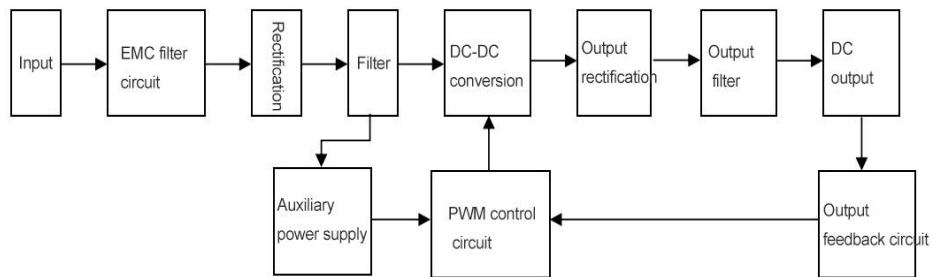 Input
EMC filter
circuit
Rectification
Filter
DC-DC
conversion
Output
rectification
Output
filter
DC
output
Auxiliary
power supply
PWM control
circuit
Output
feedback circuit